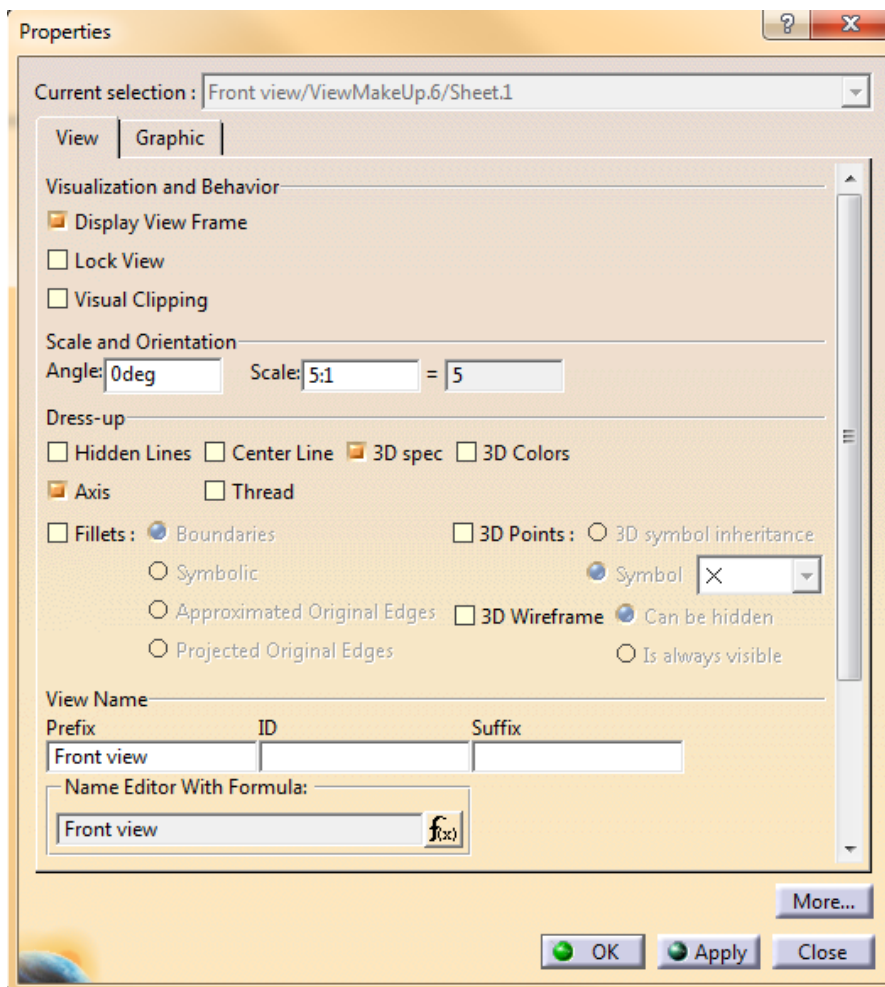 Properties
Current selection : Front view/ViewMakeUp.6/Sheet.1
View Graphic
Visualization and Behavior
Display View Frame
Lock View
Visual Clipping
Scale and Orientation
Angle: 0deg Scale: 5:1 = 5
Dress-up
Hidden Lines Center Line 3D spec 3D Colors
Axis Thread
Fillets : Boundaries 3D Points : 3D symbol inheritance
Symbolic Symbol
Approximated Original Edges 3D Wireframe Can be hidden
Projected Original Edges Is always visible
View Name
Prefix ID Suffix
Front view
Name Editor With Formula:
Front view f(x)
More...
OK Apply Close